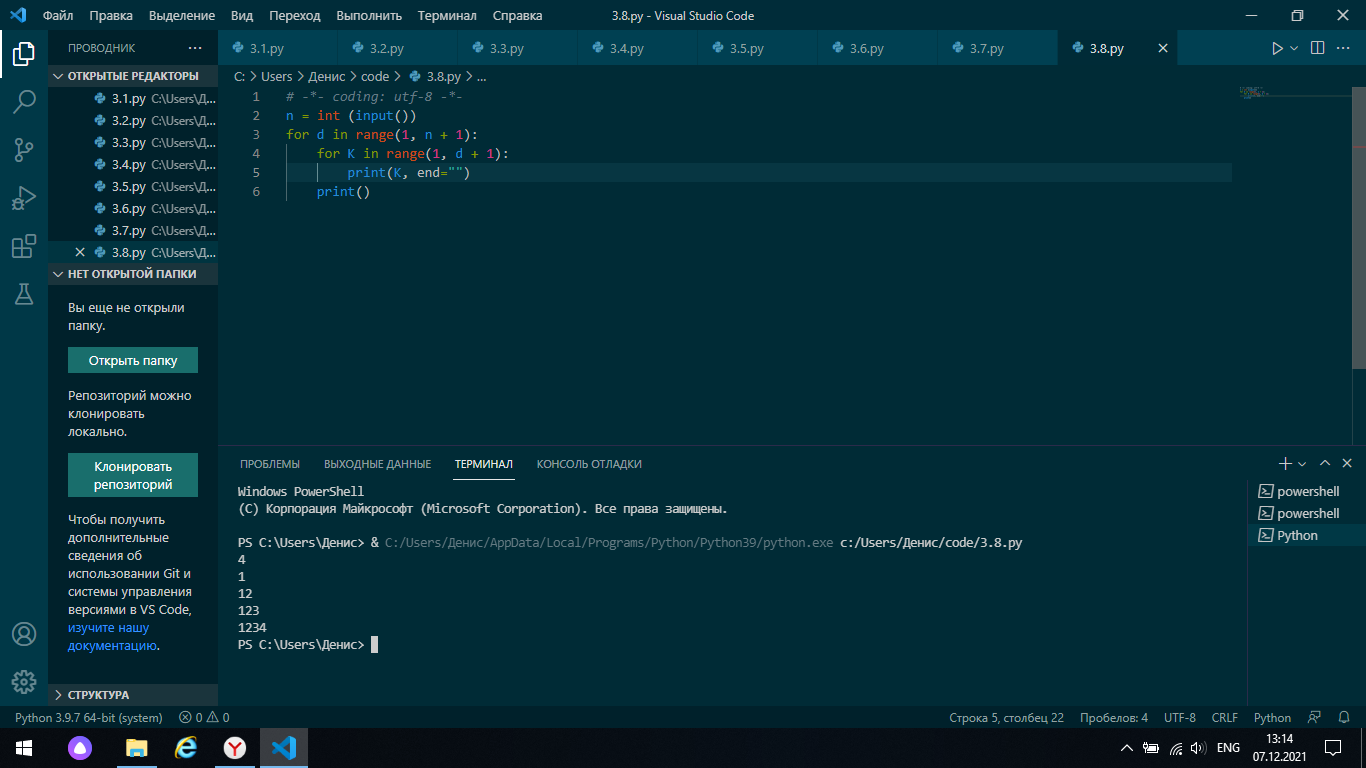 Файл Правка Выделение Вид Переход Выполнить Терминал Справка 3.8.py - Visual Studio Code
ПРОВОДНИК
ОТКРЫТЫЕ РЕДАКТОРЫ
3.1.py C:\Users\Д...
3.2.py C:\Users\Д...
3.3.py C:\Users\Д...
3.4.py C:\Users\Д...
3.5.py C:\Users\Д...
3.6.py C:\Users\Д...
3.7.py C:\Users\Д...
3.8.py C:\Users\Д...
НЕТ ОТКРЫТОЙ ПАПКИ
Вы еще не открыли
папку.
Открыть папку
Репозиторий можно
клонировать
локально.
Клонировать
репозиторий
Чтобы получить
дополнительные
сведения об
использовании Git и
системы управления
версиями в VS Code,
изучите нашу
документацию.
СТРУКТУРА
3.1.py 3.2.py 3.3.py 3.4.py 3.5.py 3.6.py 3.7.py 3.8.py
C: > Users > Денис > code > 3.8.py > ...
1 # -*- coding: utf-8 -*-
2 n = int (input())
3 for d in range(1, n + 1):
4 for K in range(1, d + 1):
5 print(K, end="")
6 print()
ПРОБЛЕМЫ ВЫХОДНЫЕ ДАННЫЕ ТЕРМИНАЛ КОНСОЛЬ ОТЛАДКИ
Windows PowerShell
(C) Корпорация Майкрософт (Microsoft Corporation). Все права защищены.
PS C:\Users\Денис> & C:/Users/Денис/AppData/Local/Programs/Python/Python39/python.exe c:/Users/Денис/code/3.8.py
4
1
12
123
1234
PS C:\Users\Денис>
powershell
powershell
Python
Python 3.9.7 64-bit (system) 0 0 Строка 5, столбец 22 Пробелов: 4 UTF-8 CRLF Python
ENG
13:14
07.12.2021